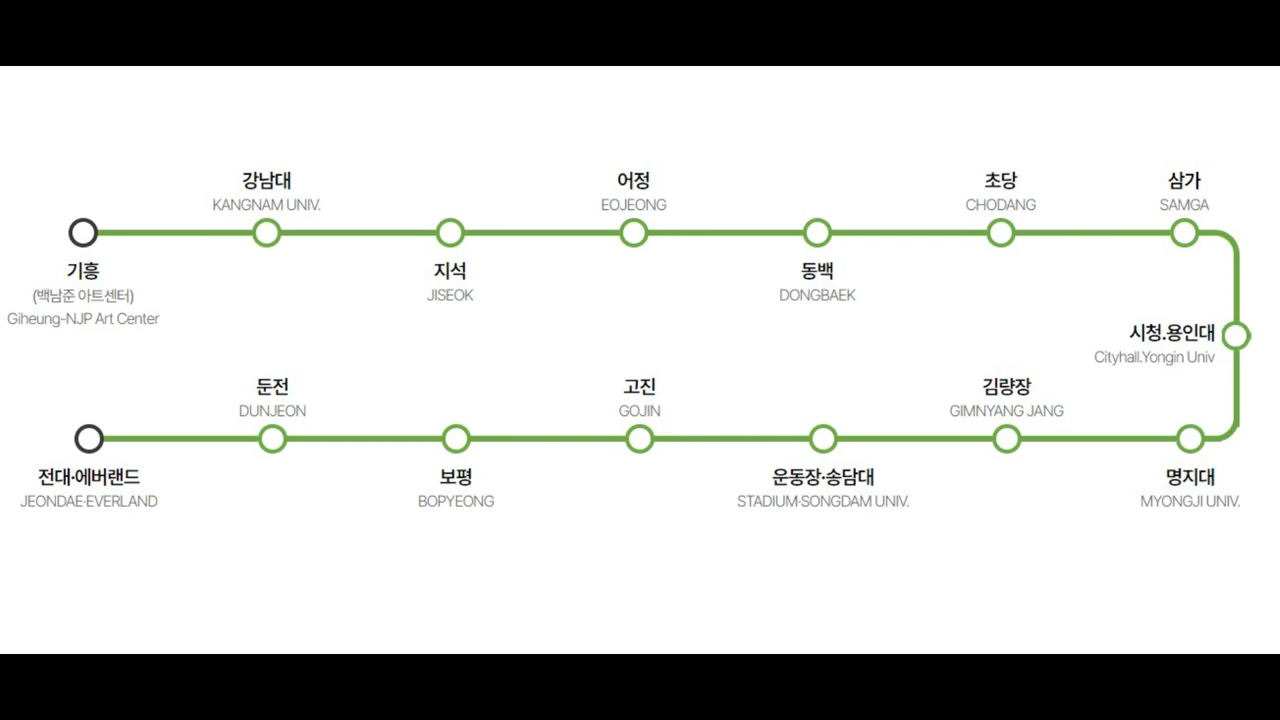 강남대
KANGNAM UNIV.
어정
EOJEONG
초당
CHODANG
삼가
SAMGA
기흥
(백남준 아트센터)
Giheung-NJP Art Center
지석
JISEOK
동백
DONGBAEK
시청.용인대
Cityhall.Yongin Univ
둔전
DUNJEON
고진
GOJIN
김량장
GIMNYANG JANG
전대·에버랜드
JEONDAE·EVERLAND
보평
BOPYEONG
운동장·송담대
STADIUM·SONGDAM UNIV.
명지대
MYONGJI UNIV.